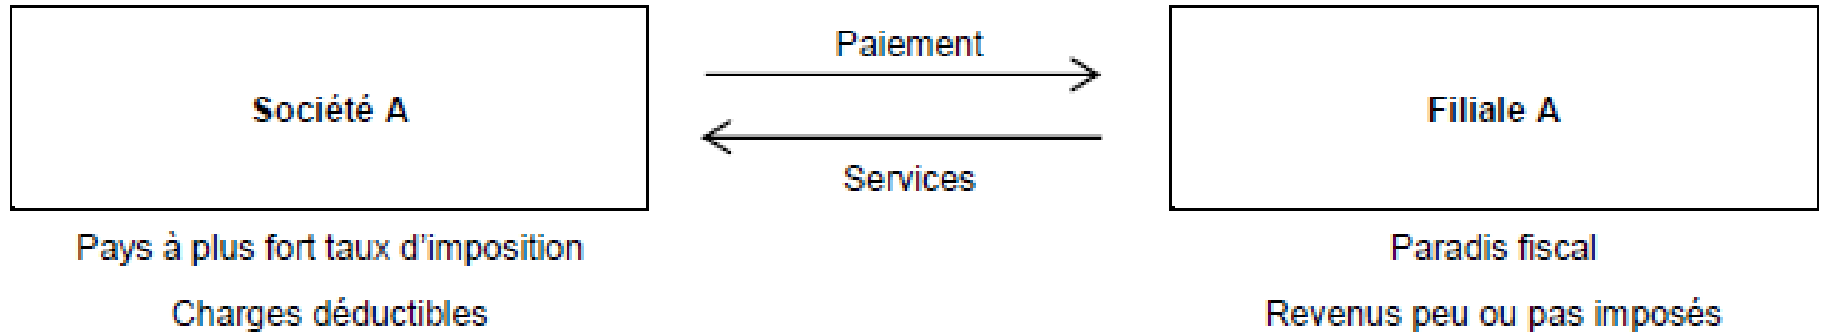 Paiement
Société A
Filiale A
Services
Pays à plus fort taux d'imposition
Paradis fiscal
Charges déductibles
Revenus peu ou pas imposés